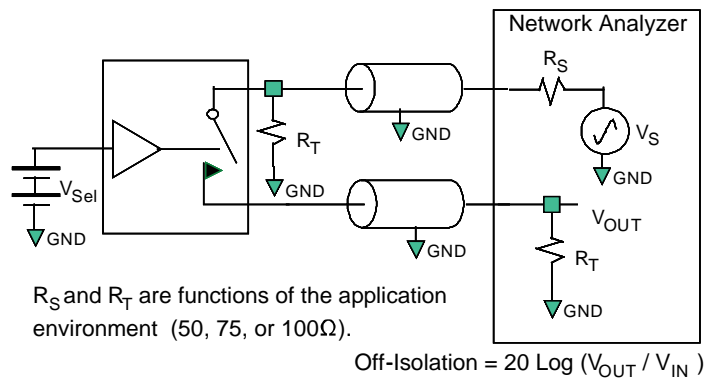 Network Analyzer
R_S
V_S
GND
R_T
GND
GND
V_Sel
GND
V_OUT
R_T
GND
GND
R_S and R_T are functions of the application
environment (50, 75, or 100Ω).
Off-Isolation = 20 Log (V_OUT / V_IN )